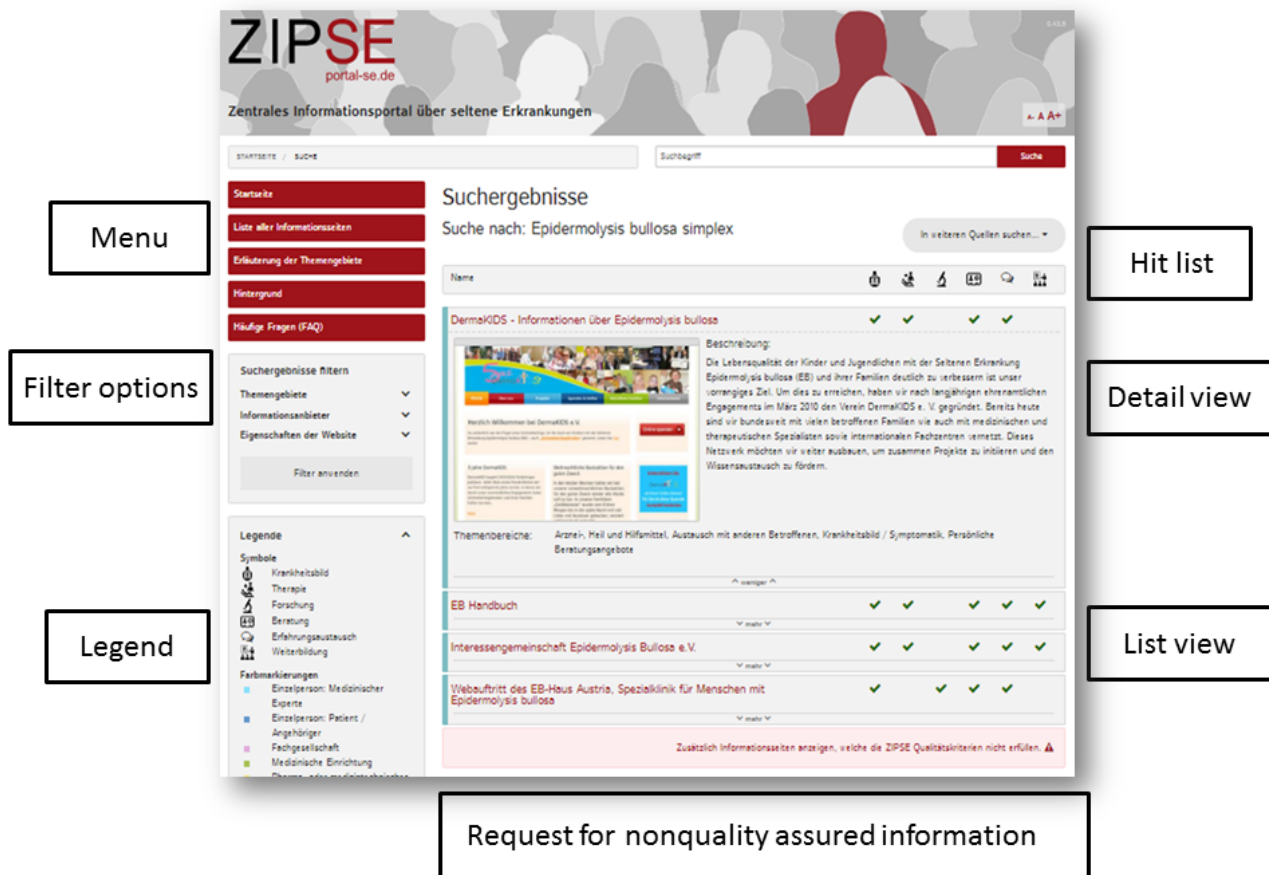 ZIPSE
portal-se.de
0.43.9
Zentrales Informationsportal über seltene Erkrankungen
A- A A+
STARTSEITE / SUCHE
Suchbegriff
Suche
Menu
Filter options
Legend
Startseite
Liste aller Informationsseiten
Erläuterung der Themengebiete
Hintergrund
Häufige Fragen (FAQ)
Suchergebnisse filtern
Themengebiete
Informationsanbieter
Eigenschaften der Website
Filter anwenden
Legende
Symbole
Krankheitsbild
Therapie
Forschung
Beratung
Erfahrungsaustausch
Weiterbildung
Farbmarkierungen
Einzelperson: Medizinischer
Experte
Einzelperson: Patient /
Angehöriger
Fachgesellschaft
Medizinische Einrichtung
Suchergebnisse
Suche nach: Epidermolysis bullosa simplex
In weiteren Quellen suchen...
Name
DermaKIDS - Informationen über Epidermolysis bullosa
Herzlich Willkommen bei DermaKIDS e.V.
Beschreibung:
Die Lebensqualität der Kinder und Jugendlichen mit der Seltenen Erkrankung
Epidermolysis bullosa (EB) und ihrer Familien deutlich zu verbessern ist unser
vorrangiges Ziel. Um dies zu erreichen, haben wir nach langjährigen ehrenamtlichen
Engagements im März 2010 den Verein DermaKIDS e. V. gegründet. Bereits heute
sind wir bundesweit mit vielen betroffenen Familien wie auch mit medizinischen und
therapeutischen Spezialisten sowie internationalen Fachzentren vernetzt. Dieses
Netzwerk möchten wir weiter ausbauen, um zusammen Projekte zu initiieren und den
Wissensaustausch zu fördern.
Themenbereiche: Arznei-, Heil und Hilfsmittel, Austausch mit anderen Betroffenen, Krankheitsbild / Symptomatik, Persönliche
Beratungsangebote
weniger
EB Handbuch
mehr
Interessengemeinschaft Epidermolysis Bullosa e.V.
mehr
Webauftritt des EB-Haus Austria, Spezialklinik für Menschen mit
Epidermolysis bullosa
mehr
Zusätzlich Informationsseiten anzeigen, welche die ZIPSE Qualitätskriterien nicht erfüllen.
Hit list
Detail view
List view
Request for nonquality assured information